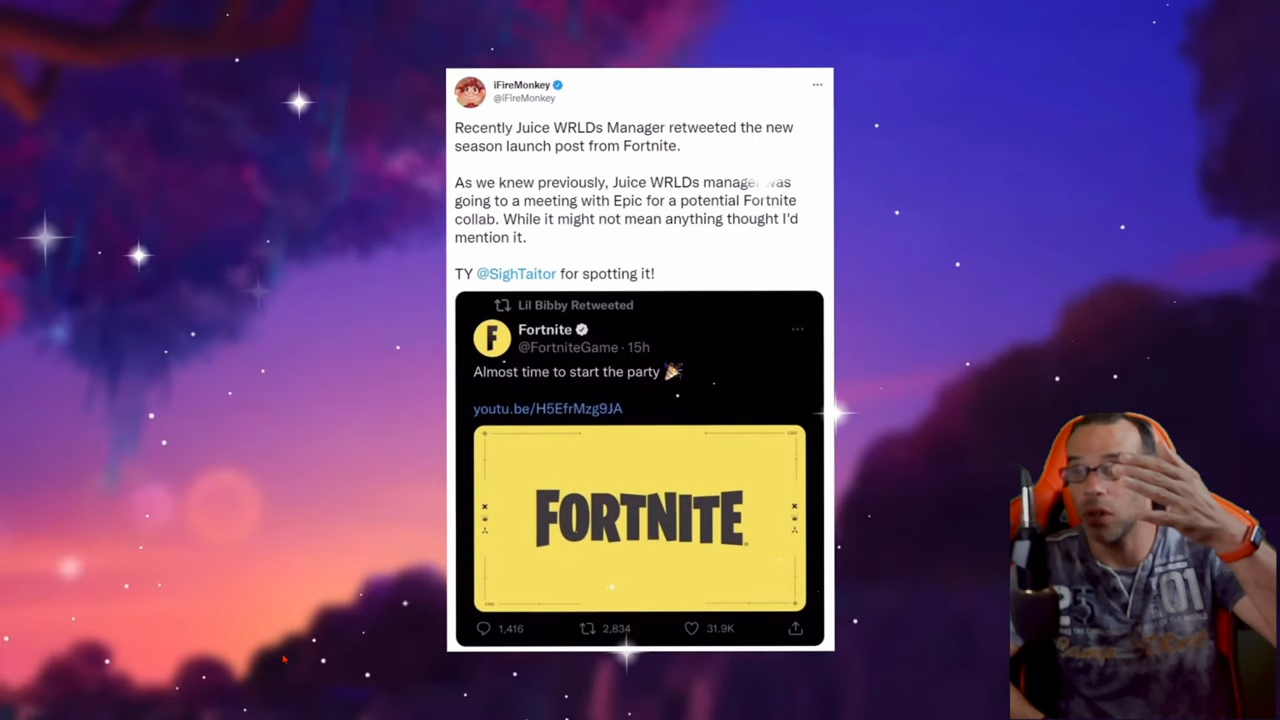 iFireMonkey
@iFireMonkey
Recently Juice WRLDs Manager retweeted the new
season launch post from Fortnite.
As we knew previously, Juice WRLDs manager was
going to a meeting with Epic for a potential Fortnite
collab. While it might not mean anything thought I'd
mention it.
TY @SighTaitor for spotting it!
Lil Bibby Retweeted
F Fortnite
@FortniteGame · 15h
Almost time to start the party 🎉
youtu.be/H5EfrMzg9JA
FORTNITE
1,416 2,834 31.9K
01